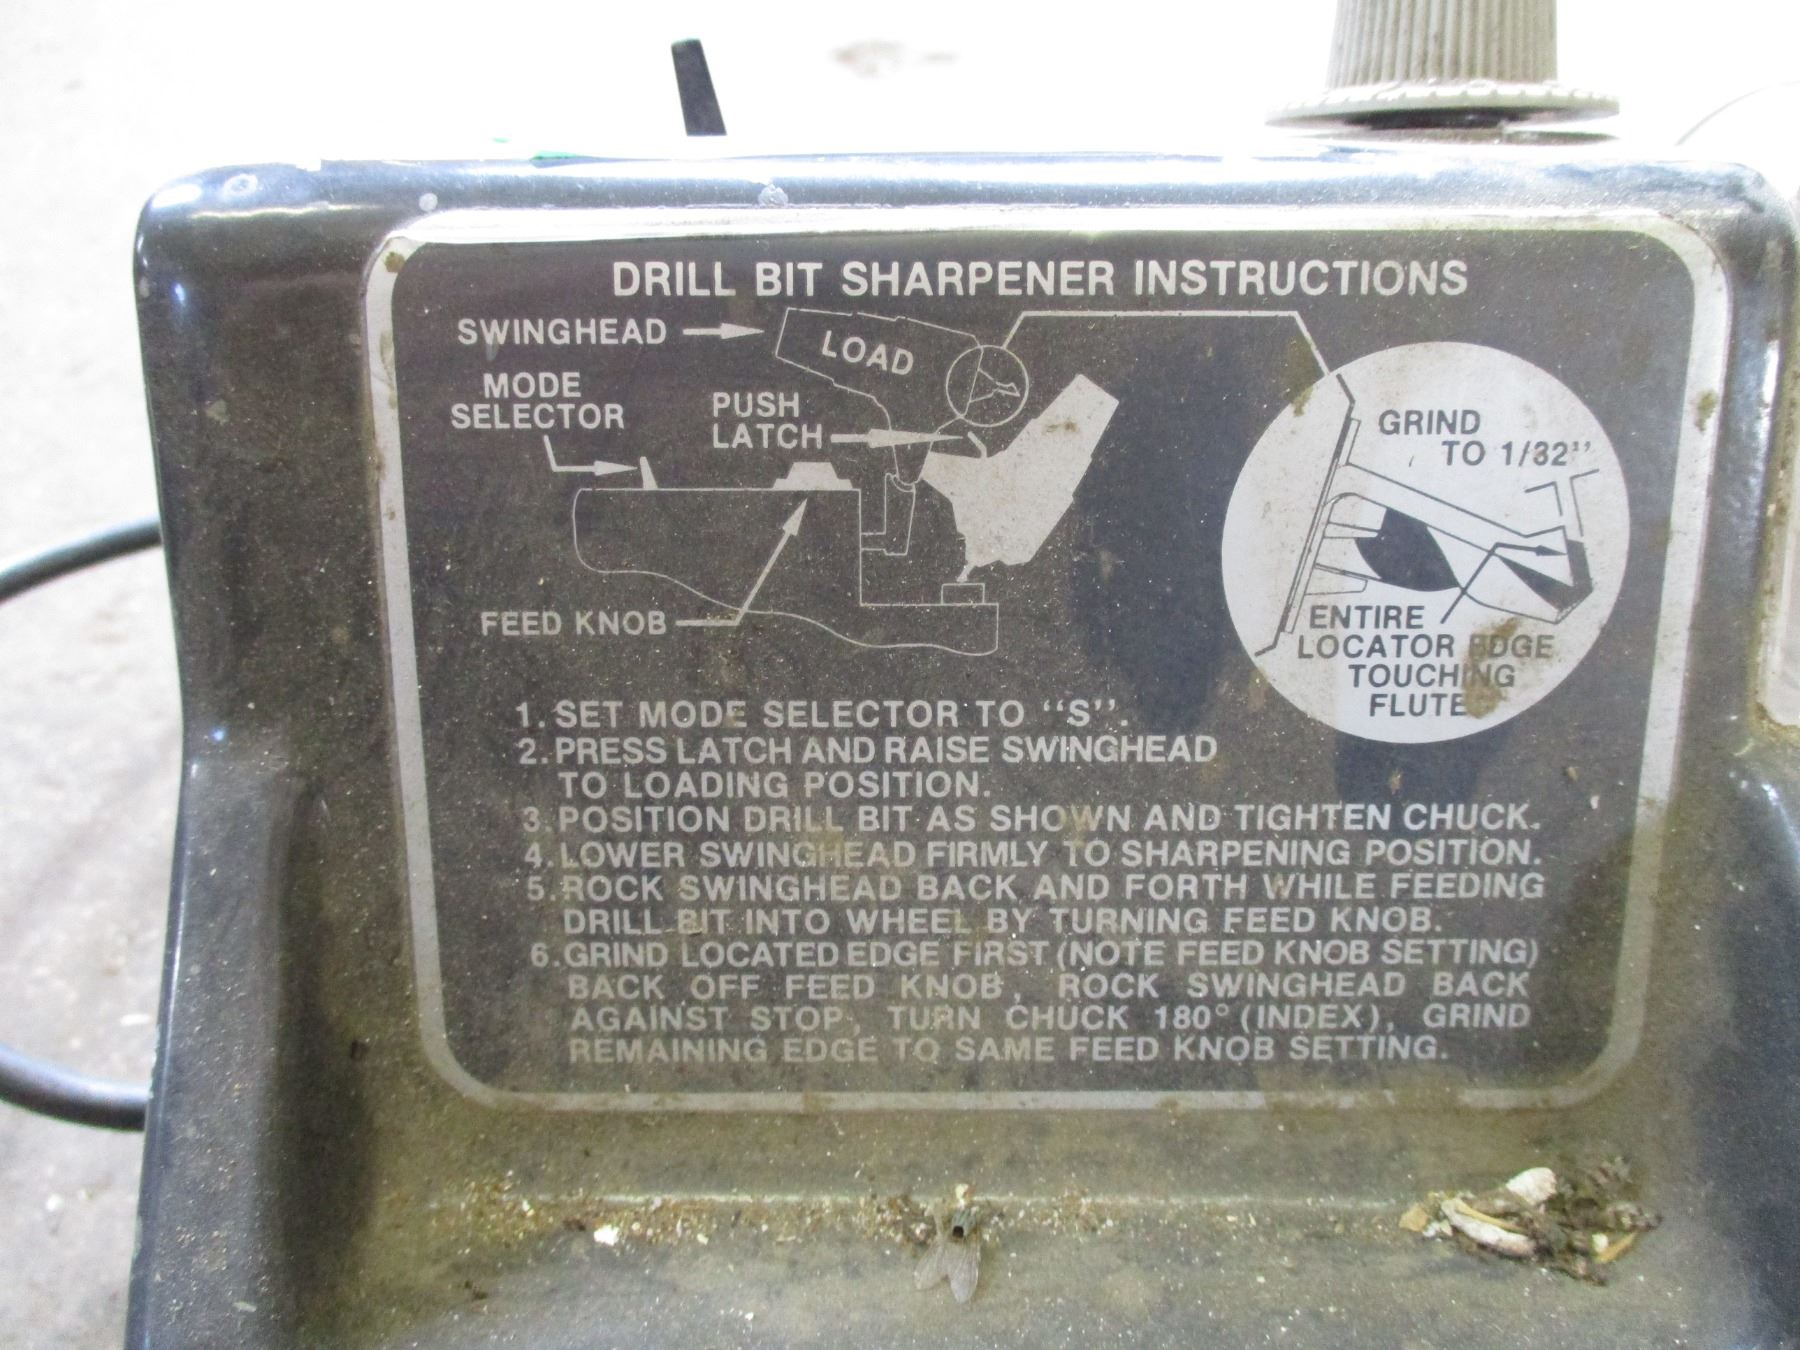 DRILL BIT SHARPENER INSTRUCTIONS
SWINGHEAD
LOAD
MODE
SELECTOR
PUSH
LATCH
FEED KNOB
GRIND
TO 1/32"
ENTIRE
LOCATOR EDGE
TOUCHING
FLUTE
1. SET MODE SELECTOR TO "S".
2. PRESS LATCH AND RAISE SWINGHEAD
TO LOADING POSITION.
3. POSITION DRILL BIT AS SHOWN AND TIGHTEN CHUCK.
4. LOWER SWINGHEAD FIRMLY TO SHARPENING POSITION.
5. ROCK SWINGHEAD BACK AND FORTH WHILE FEEDING
DRILL BIT INTO WHEEL BY TURNING FEED KNOB.
6. GRIND LOCATED EDGE FIRST (NOTE FEED KNOB SETTING)
BACK OFF FEED KNOB, ROCK SWINGHEAD BACK
AGAINST STOP, TURN CHUCK 180° (INDEX), GRIND
REMAINING EDGE TO SAME FEED KNOB SETTING.